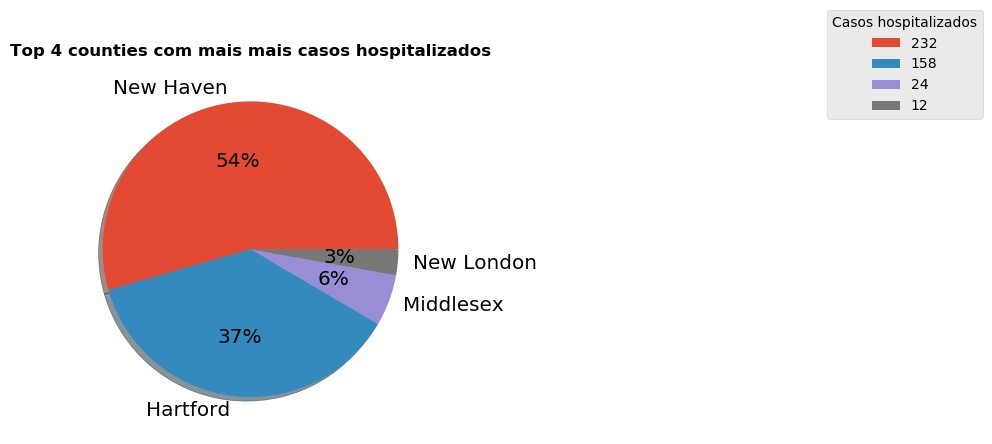 Top 4 counties com mais mais casos hospitalizados
Casos hospitalizados
232
158
24
12
New Haven
54%
3%
New London
6%
Middlesex
37%
Hartford